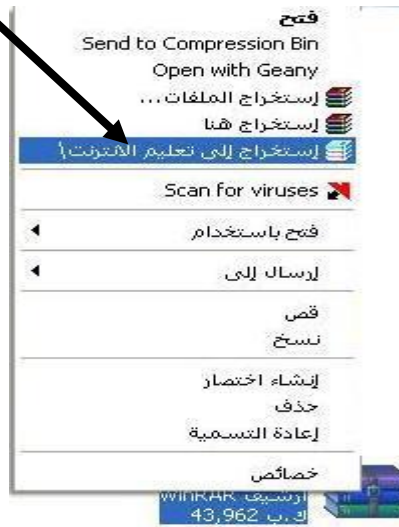 فتح
Send to Compression Bin
Open with Geany
إستخراج الملفات...
إستخراج هنا
إستخراج إلى تعليم الانترنت\
Scan for viruses
فتح باستخدام
إرسال إلى
قص
نسخ
إنشاء اختصار
حذف
إعادة التسمية
خصائص
أرشيف WinRAR
43,962 ك.ب